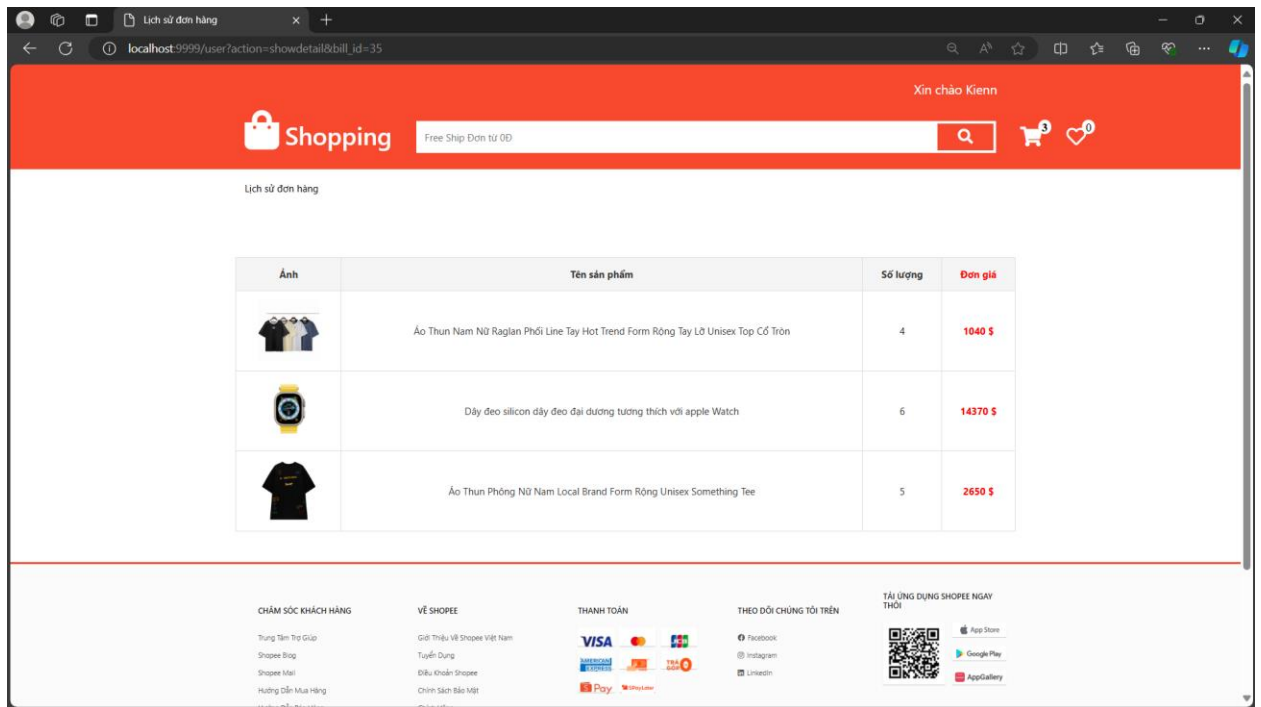 Lịch sử đơn hàng
localhost:9999/user?action=showdetail&bill_id=35
Xin chào Kienn
Shopping
Free Ship Đơn từ 0Đ
3
0
Lịch sử đơn hàng
Ảnh Tên sản phẩm Số lượng Đơn giá
Áo Thun Nam Nữ Raglan Phối Line Tay Hot Trend Form Rộng Tay Lỡ Unisex Top Cổ Tròn 4 1040 $
Dây đeo silicon dây đeo đại dương tương thích với apple Watch 6 14370 $
Áo Thun Phông Nữ Nam Local Brand Form Rộng Unisex Something Tee 5 2650 $
CHĂM SÓC KHÁCH HÀNG
Trung Tâm Trợ Giúp
Shopee Blog
Shopee Mall
Hướng Dẫn Mua Hàng
VỀ SHOPEE
Giới Thiệu Về Shopee Việt Nam
Tuyển Dụng
Điều Khoản Shopee
Chính Sách Bảo Mật
THANH TOÁN
VISA
JCB
AMERICAN EXPRESS
TRẢ GÓP 0
Pay
SPayLater
THEO DÕI CHÚNG TÔI TRÊN
Facebook
Instagram
LinkedIn
TẢI ỨNG DỤNG SHOPEE NGAY
THÔI
App Store
Google Play
AppGallery